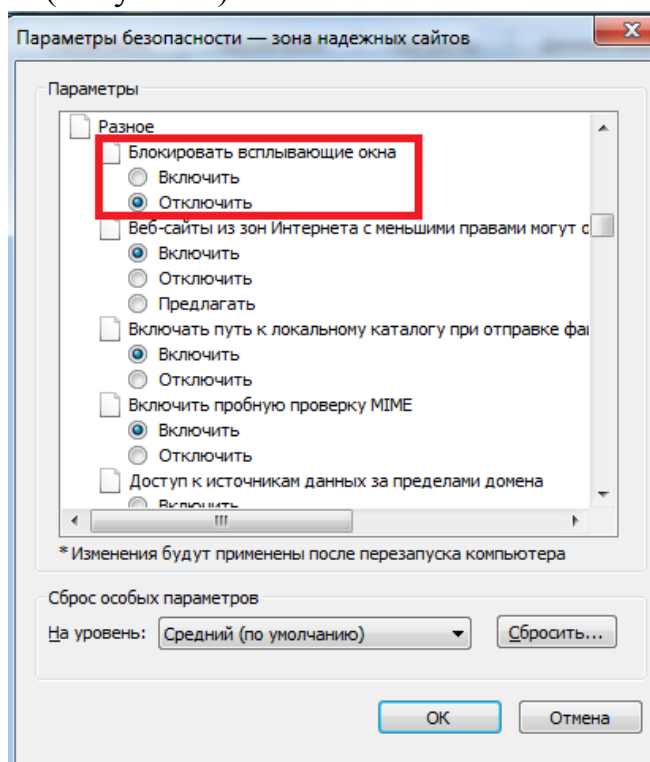 Параметры безопасности — зона надежных сайтов
Параметры
Разное
Блокировать всплывающие окна
Включить
Отключить
Веб-сайты из зон Интернета с меньшими правами могут
Включить
Отключить
Предлагать
Включать путь к локальному каталогу при отправке
Включить
Отключить
Включить пробную проверку MIME
Включить
Отключить
Доступ к источникам данных за пределами домена
Включить
* Изменения будут применены после перезапуска компьютера
Сброс особых параметров
На уровень: Средний (по умолчанию) Сбросить...
ОК Отмена